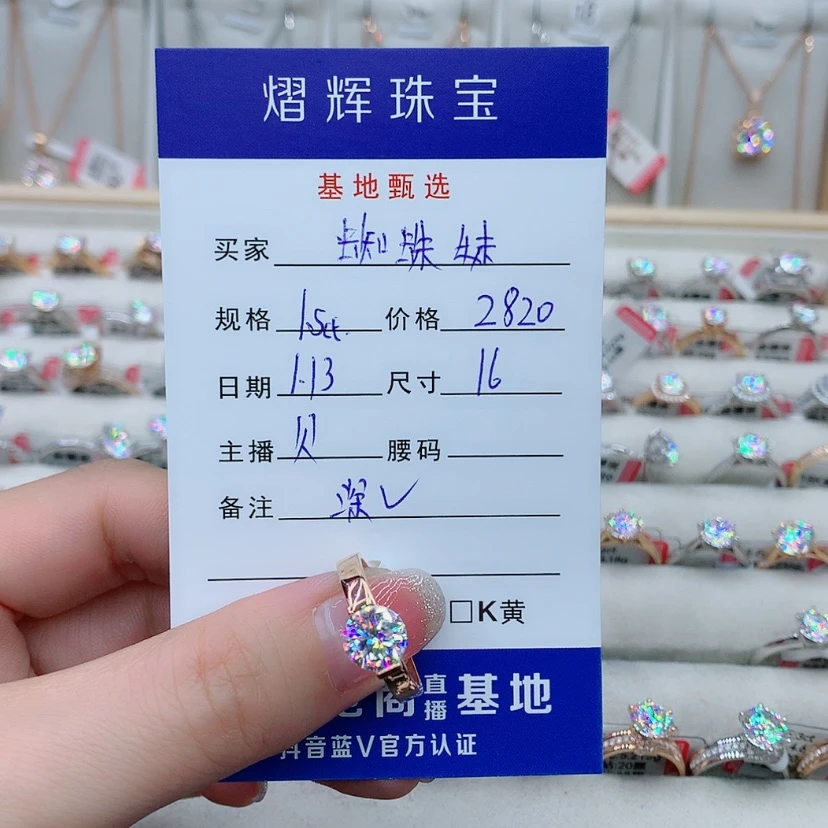 熠辉珠宝
基地甄选
买家 蜘蛛妹
规格 1.5ct. 价格 2820
日期 1.13 尺寸 16
主播 贝 腰码
备注 深V
□K黄
商直播基地
抖音蓝V官方认证